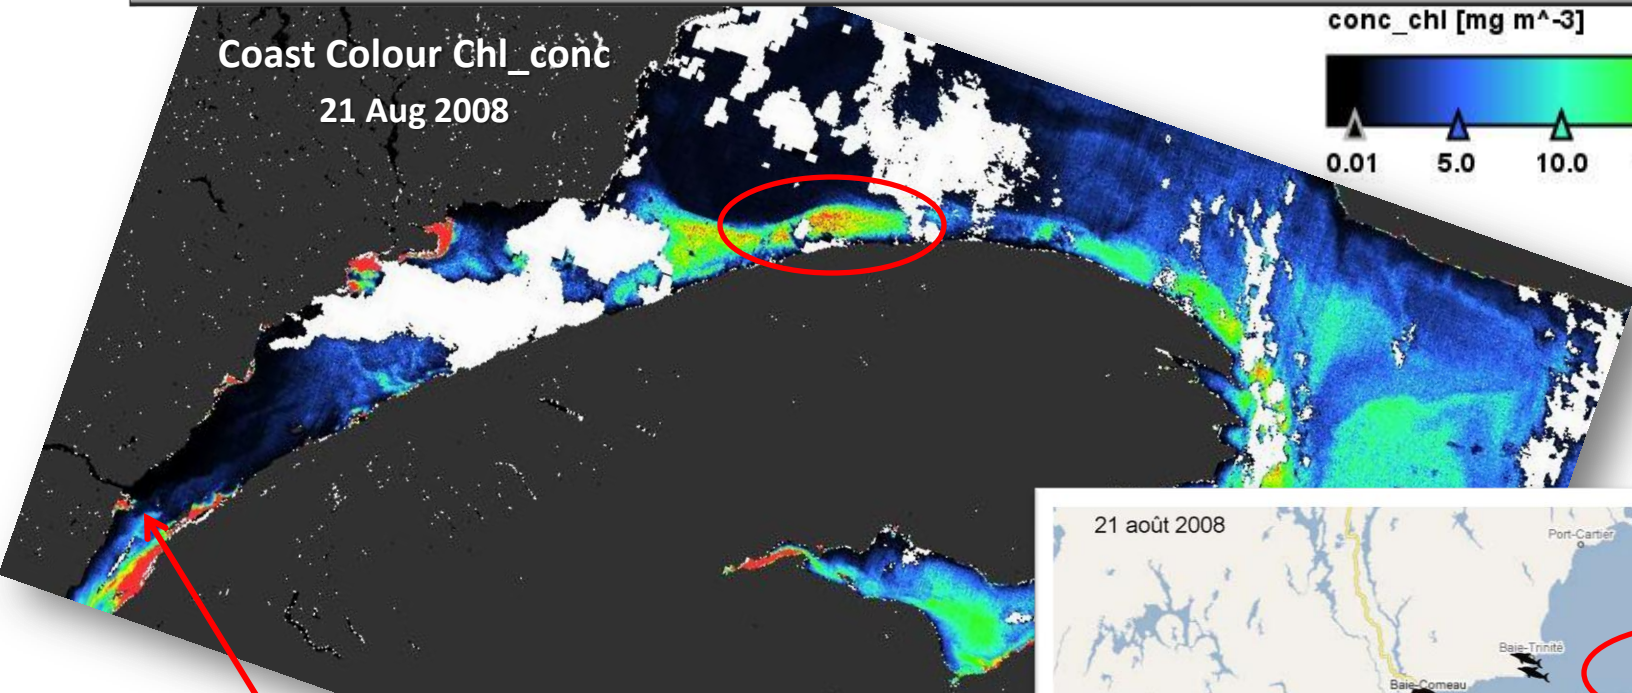 Coast Colour Chl_conc
21 Aug 2008
conc_chl [mg m^-3]
0.01 5.0 10.0
21 août 2008
Port-Cartier
Baie-Trinité
Baie-Comeau